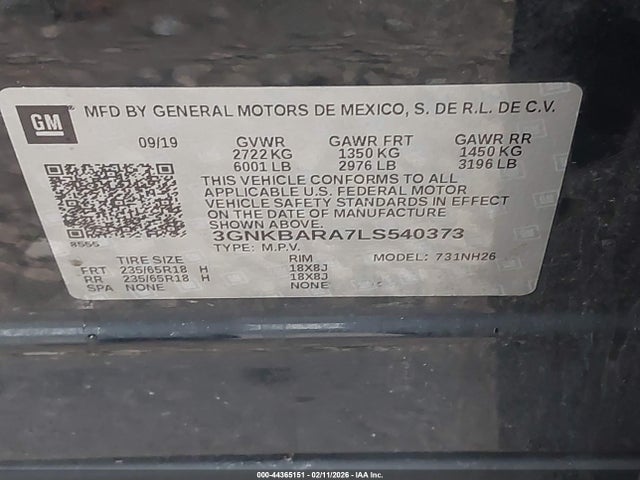 GM MFD BY GENERAL MOTORS DE MEXICO, S. DE R.L. DE C.V.
09/19 GVWR GAWR FRT GAWR RR
2722 KG 1350 KG 1450 KG
6001 LB 2976 LB 3196 LB
THIS VEHICLE CONFORMS TO ALL
APPLICABLE U.S. FEDERAL MOTOR
VEHICLE SAFETY STANDARDS IN EFFECT
ON THE DATE OF MANUFACTURE
SHOWN ABOVE.
3GNKBARA7LS540373
8555 TYPE: M.P.V.
TIRE SIZE RIM MODEL: 731NH26
FRT 235/65R18 H 18X8J
RR 235/65R18 H 18X8J
SPA NONE NONE
000-44365151 - 02/11/2026 - IAA Inc.